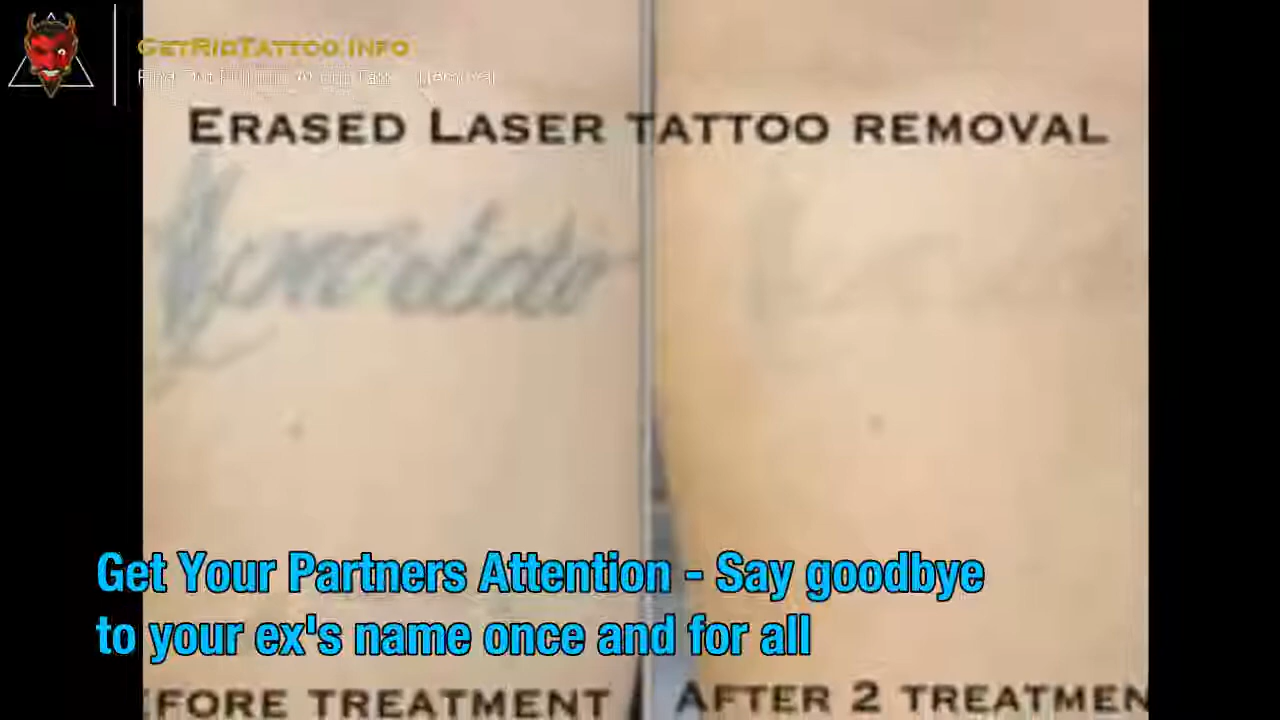 GetRidTattoo.Info
Erased Laser tattoo removal
Get Your Partners Attention - Say goodbye
to your ex's name once and for all
efore treatment
After 2 treatmen